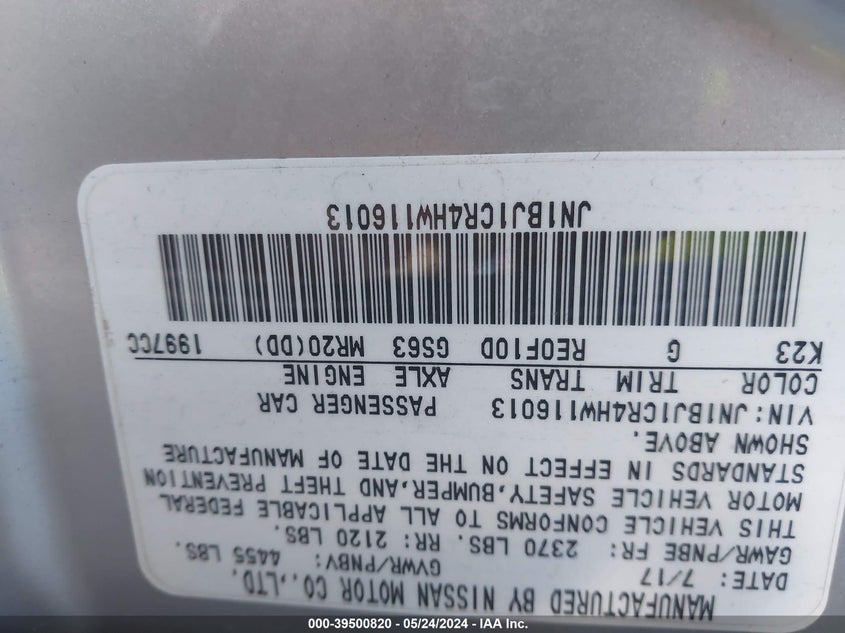 MANUFACTURED BY NISSAN MOTOR CO.,LTD.
DATE: 7/17 GVWR/PNBV: 4455 LBS.
GAWR/PNBE FR: 2370 LBS. RR: 2120 LBS.
THIS VEHICLE CONFORMS TO ALL APPLICABLE FEDERAL
MOTOR VEHICLE SAFETY,BUMPER,AND THEFT PREVENTION
STANDARDS IN EFFECT ON THE DATE OF MANUFACTURE
SHOWN ABOVE.
VIN:JN1BJ1CR4HW116013 PASSENGER CAR
COLOR TRIM TRANS AXLE ENGINE
K23 G REOF10D GS63 MR20(DD) 1997CC
JN1BJ1CR4HW116013
000-39500820 / 05/24/2024 - IAA Inc.